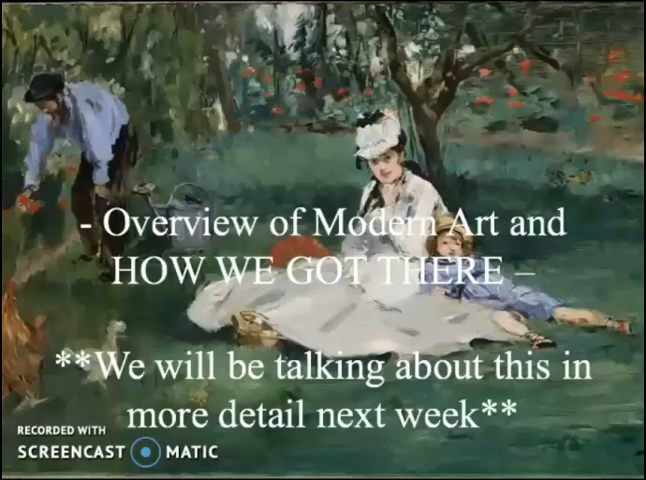 - Overview of Modern Art and
HOW WE GOT THERE –
**We will be talking about this in
more detail next week**
RECORDED WITH
SCREENCAST MATIC